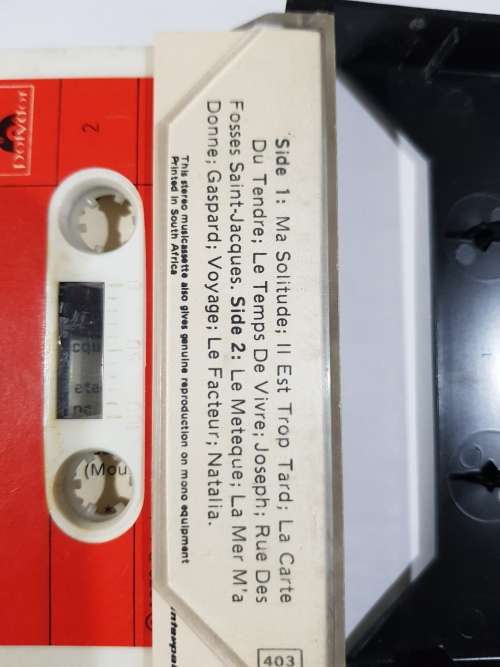 Side 1: Ma Solitude; Il Est Trop Tard; La Carte
Du Tendre; Le Temps De Vivre; Joseph; Rue Des
Fosses Saint-Jacques. Side 2: Le Meteque; La Mer M'a
Donne; Gaspard; Voyage; Le Facteur; Natalia.
This stereo musicassette also gives genuine reproduction on mono equipment
Printed in South Africa
403
2
(Mou